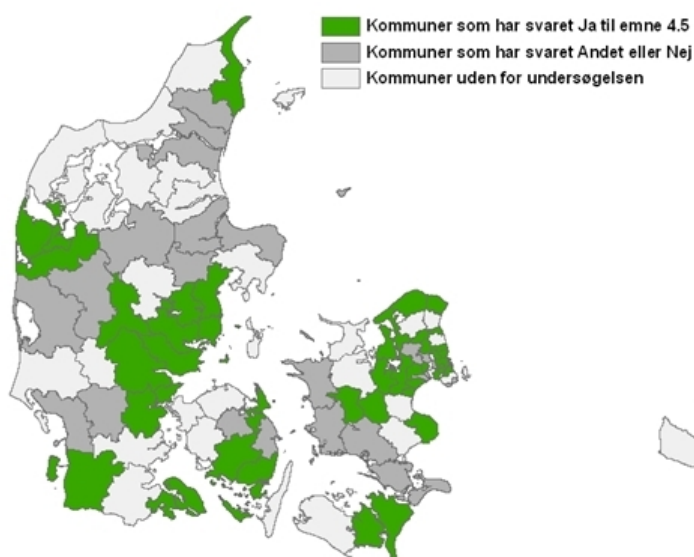 Kommuner som har svaret Ja til emne 4.5
Kommuner som har svaret Andet eller Nej
Kommuner uden for undersøgelsen